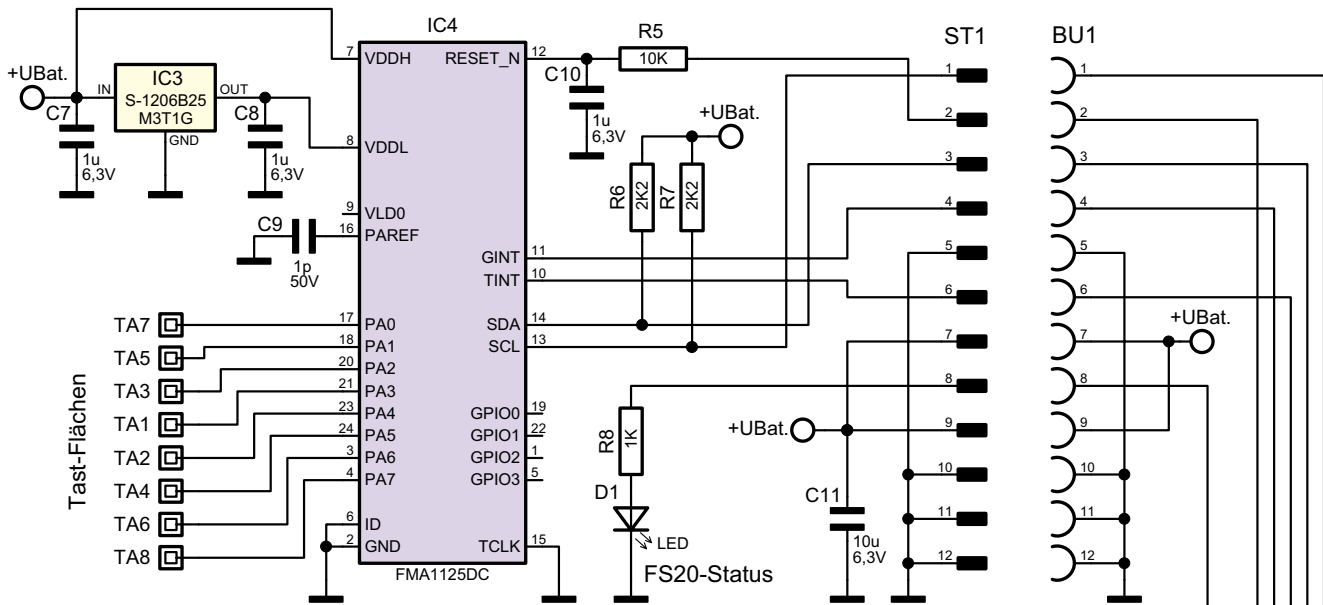 IC4
R5
ST1
BU1
7
VDDH
RESET_N
12
10K
C10
1u
6,3V
+UBat.
C7
1u
6,3V
IN
IC3
S-1206B25
M3T1G
OUT
GND
C8
1u
6,3V
8
VDDL
+UBat.
R6
2K2
R7
2K2
9
VLD0
16
PAREF
C9
1p
50V
GINT
11
TINT
10
SDA
14
SCL
13
Tast-Flächen
TA7
TA5
TA3
TA1
TA2
TA4
TA6
TA8
17
PA0
18
PA1
20
PA2
21
PA3
23
PA4
24
PA5
3
PA6
4
PA7
6
ID
2
GND
GPIO0
19
GPIO1
22
GPIO2
1
GPIO3
5
TCLK
15
FMA1125DC
R8
1K
D1
LED
FS20-Status
+UBat.
C11
10u
6,3V
1
2
3
4
5
6
7
8
9
10
11
12
1
2
3
4
5
6
7
8
9
10
11
12
+UBat.